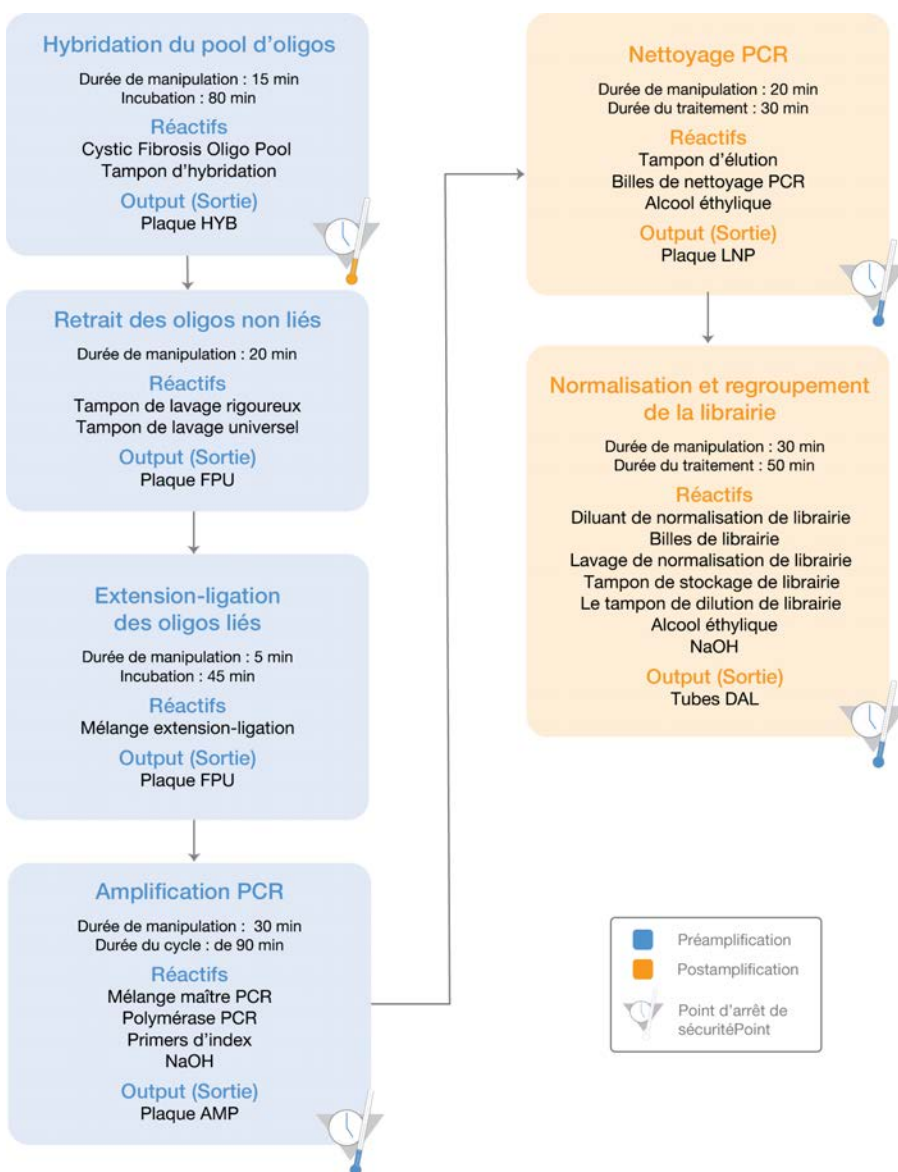 Hybridation du pool d'oligos
Durée de manipulation : 15 min
Incubation : 80 min
Réactifs
Cystic Fibrosis Oligo Pool
Tampon d'hybridation
Output (Sortie)
Plaque HYB
Retrait des oligos non liés
Durée de manipulation : 20 min
Réactifs
Tampon de lavage rigoureux
Tampon de lavage universel
Output (Sortie)
Plaque FPU
Extension-ligation
des oligos liés
Durée de manipulation : 5 min
Incubation : 45 min
Réactifs
Mélange extension-ligation
Output (Sortie)
Plaque FPU
Amplification PCR
Durée de manipulation : 30 min
Durée du cycle : de 90 min
Réactifs
Mélange maître PCR
Polymérase PCR
Primers d'index
NaOH
Output (Sortie)
Plaque AMP
Nettoyage PCR
Durée de manipulation : 20 min
Durée du traitement : 30 min
Réactifs
Tampon d'élution
Billes de nettoyage PCR
Alcool éthylique
Output (Sortie)
Plaque LNP
Normalisation et regroupement
de la librairie
Durée de manipulation : 30 min
Durée du traitement : 50 min
Réactifs
Diluant de normalisation de librairie
Billes de librairie
Lavage de normalisation de librairie
Tampon de stockage de librairie
Le tampon de dilution de librairie
Alcool éthylique
NaOH
Output (Sortie)
Tubes DAL
Préamplification
Postamplification
Point d'arrêt de
sécuritéPoint